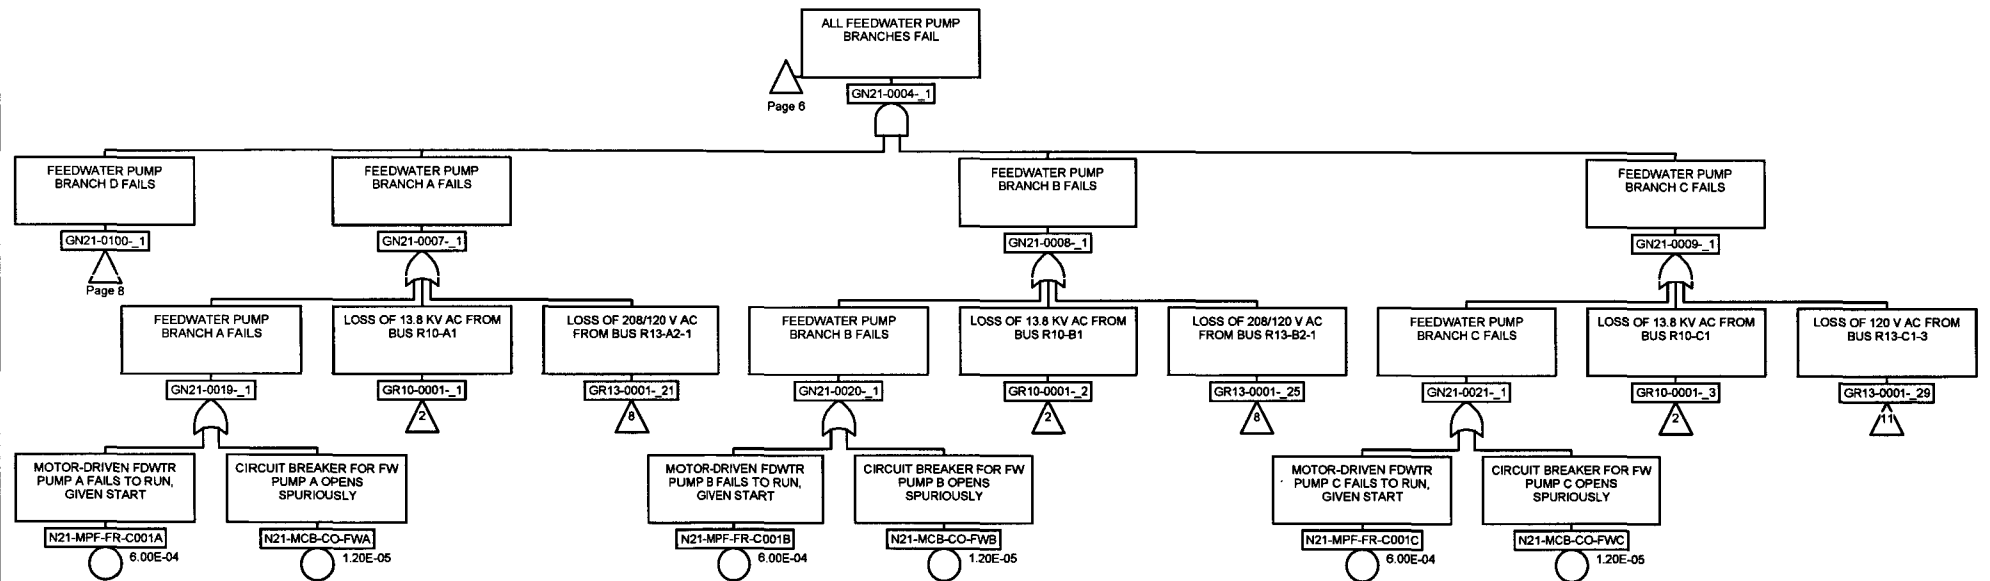 ALL FEEDWATER PUMP
BRANCHES FAIL
Page 6
GN21-0004-_1
FEEDWATER PUMP
BRANCH D FAILS
FEEDWATER PUMP
BRANCH A FAILS
FEEDWATER PUMP
BRANCH B FAILS
FEEDWATER PUMP
BRANCH C FAILS
GN21-0100-_1
GN21-0007-_1
GN21-0008-_1
GN21-0009-_1
Page 8
FEEDWATER PUMP
BRANCH A FAILS
LOSS OF 13.8 KV AC FROM
BUS R10-A1
LOSS OF 208/120 V AC
FROM BUS R13-A2-1
FEEDWATER PUMP
BRANCH B FAILS
LOSS OF 13.8 KV AC FROM
BUS R10-B1
LOSS OF 208/120 V AC
FROM BUS R13-B2-1
FEEDWATER PUMP
BRANCH C FAILS
LOSS OF 13.8 KV AC FROM
BUS R10-C1
LOSS OF 120 V AC FROM
BUS R13-C1-3
GN21-0019-_1
GR10-0001-_1
GR13-0001-_21
GN21-0020-_1
GR10-0001-_2
GR13-0001-_25
GN21-0021-_1
GR10-0001-_3
GR13-0001-_29
2
8
2
8
2
11
MOTOR-DRIVEN FDWTR
PUMP A FAILS TO RUN,
GIVEN START
CIRCUIT BREAKER FOR FW
PUMP A OPENS
SPURIOUSLY
MOTOR-DRIVEN FDWTR
PUMP B FAILS TO RUN,
GIVEN START
CIRCUIT BREAKER FOR FW
PUMP B OPENS
SPURIOUSLY
MOTOR-DRIVEN FDWTR
PUMP C FAILS TO RUN,
GIVEN START
CIRCUIT BREAKER FOR FW
PUMP C OPENS
SPURIOUSLY
N21-MPF-FR-C001A
N21-MCB-CO-FWA
N21-MPF-FR-C001B
N21-MCB-CO-FWB
N21-MPF-FR-C001C
N21-MCB-CO-FWC
6.00E-04
1.20E-05
6.00E-04
1.20E-05
6.00E-04
1.20E-05